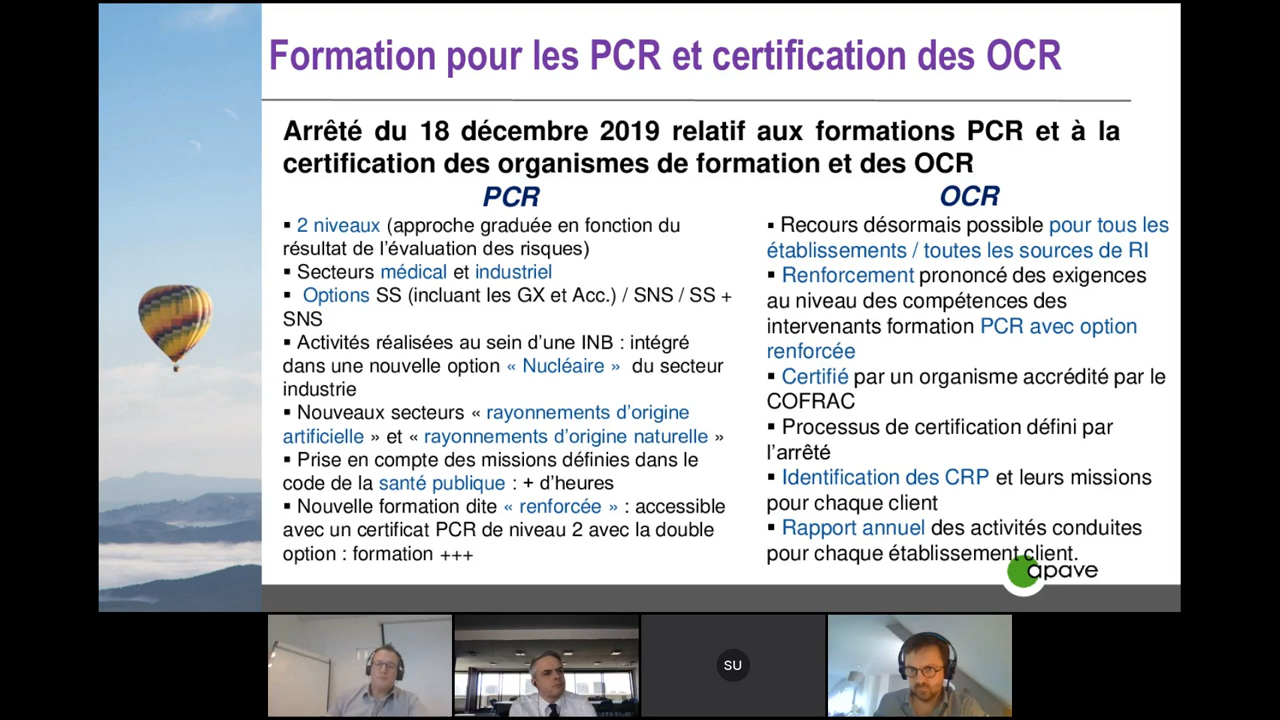 Formation pour les PCR et certification des OCR
Arrêté du 18 décembre 2019 relatif aux formations PCR et à la
certification des organismes de formation et des OCR
PCR
▪ 2 niveaux (approche graduée en fonction du
résultat de l'évaluation des risques)
▪ Secteurs médical et industriel
▪ Options SS (incluant les GX et Acc.) / SNS / SS +
SNS
▪ Activités réalisées au sein d'une INB : intégré
dans une nouvelle option « Nucléaire » du secteur
industrie
▪ Nouveaux secteurs « rayonnements d'origine
artificielle » et « rayonnements d'origine naturelle »
▪ Prise en compte des missions définies dans le
code de la santé publique : + d'heures
▪ Nouvelle formation dite « renforcée » : accessible
avec un certificat PCR de niveau 2 avec la double
option : formation +++
OCR
▪ Recours désormais possible pour tous les
établissements / toutes les sources de RI
▪ Renforcement prononcé des exigences
au niveau des compétences des
intervenants formation PCR avec option
renforcée
▪ Certifié par un organisme accrédité par le
COFRAC
▪ Processus de certification défini par
l'arrêté
▪ Identification des CRP et leurs missions
pour chaque client
▪ Rapport annuel des activités conduites
pour chaque établissement client.
apave
SU